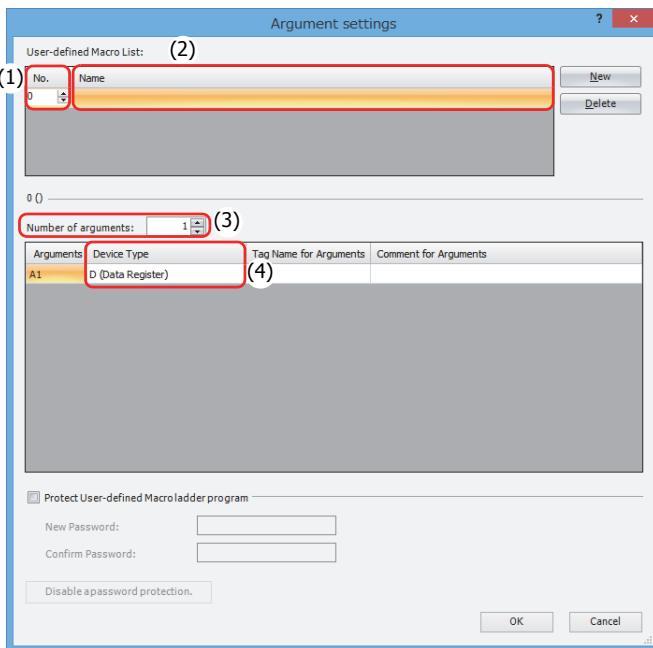 Argument settings ? ×
User-defined Macro List: (2)
(1) No. Name New
0 Delete
0 ()
Number of arguments: 1 (3)
Arguments Device Type Tag Name for Arguments Comment for Arguments
A1 D (Data Register) (4)
Protect User-defined Macro ladder program
New Password:
Confirm Password:
Disable a password protection.
OK Cancel